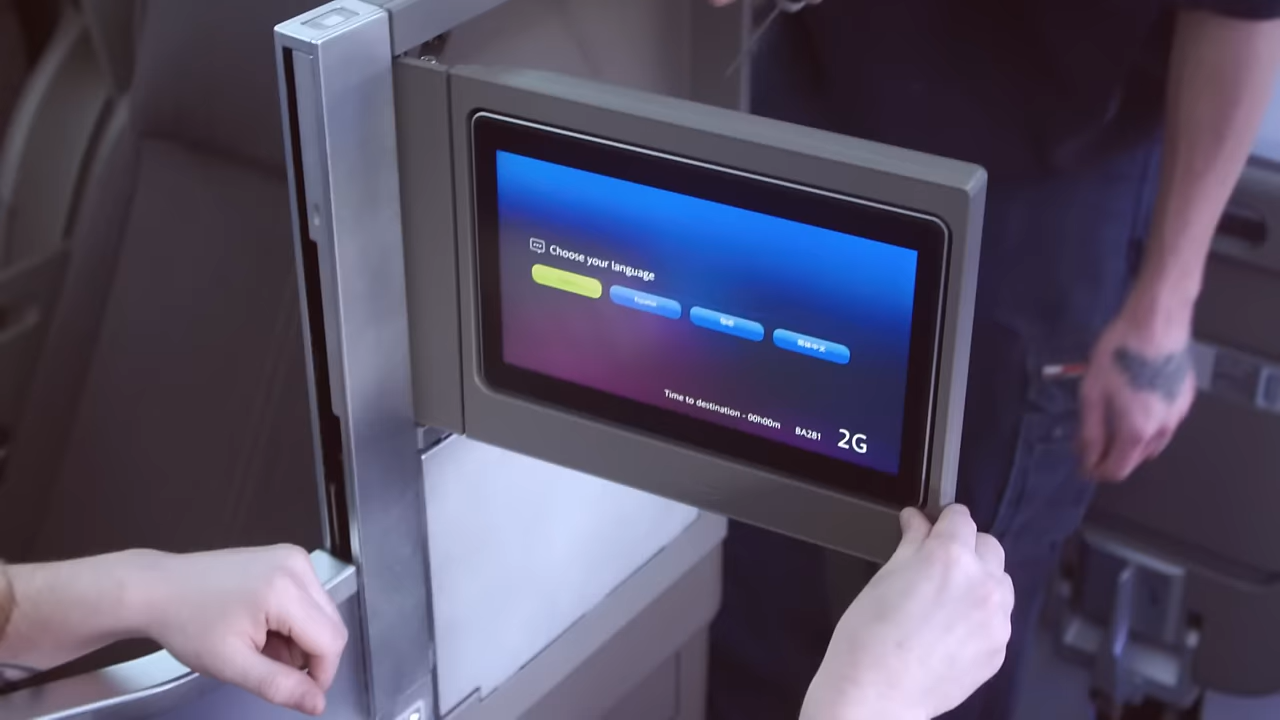 Choose your language
Español
简体中文
Time to destination - 00h00m
BA281
2G